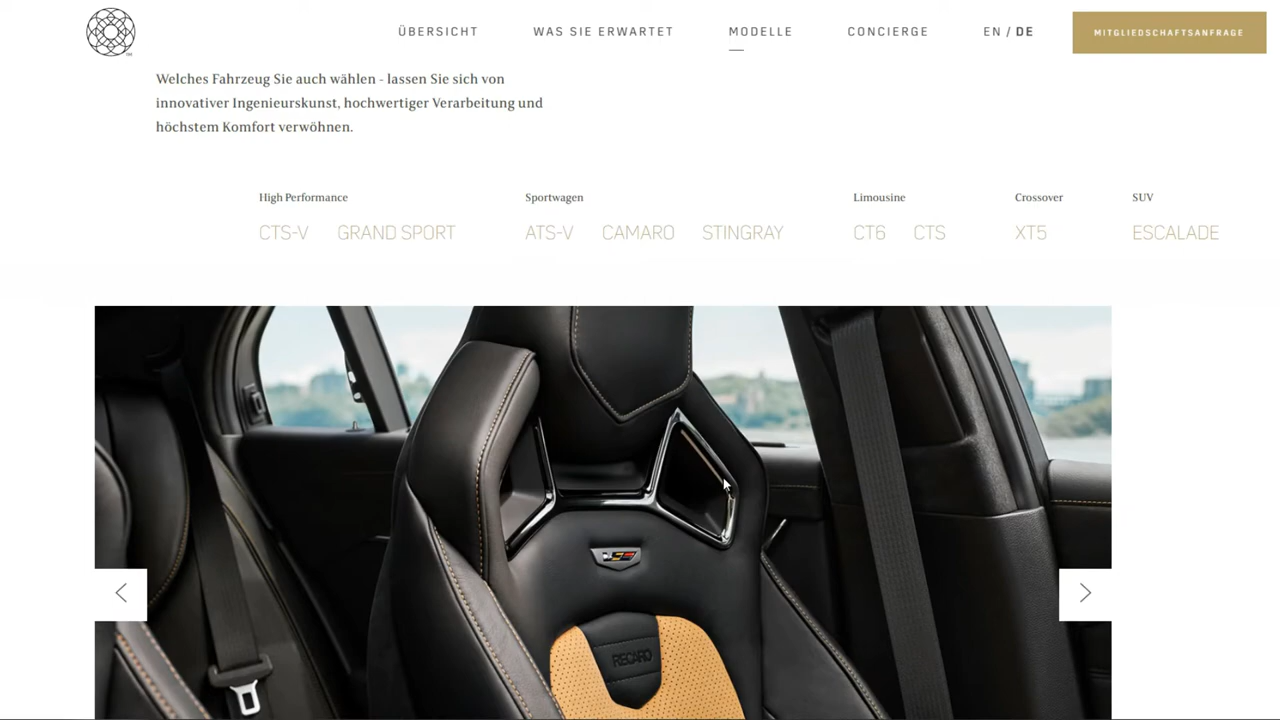 ÜBERSICHT WAS SIE ERWARTET MODELLE CONCIERGE EN / DE MITGLIEDSCHAFTSANFRAGE
Welches Fahrzeug Sie auch wählen - lassen Sie sich von
innovativer Ingenieurskunst, hochwertiger Verarbeitung und
höchstem Komfort verwöhnen.
High Performance Sportwagen Limousine Crossover SUV
CTS-V GRAND SPORT ATS-V CAMARO STINGRAY CT6 CTS XT5 ESCALADE
RECARO